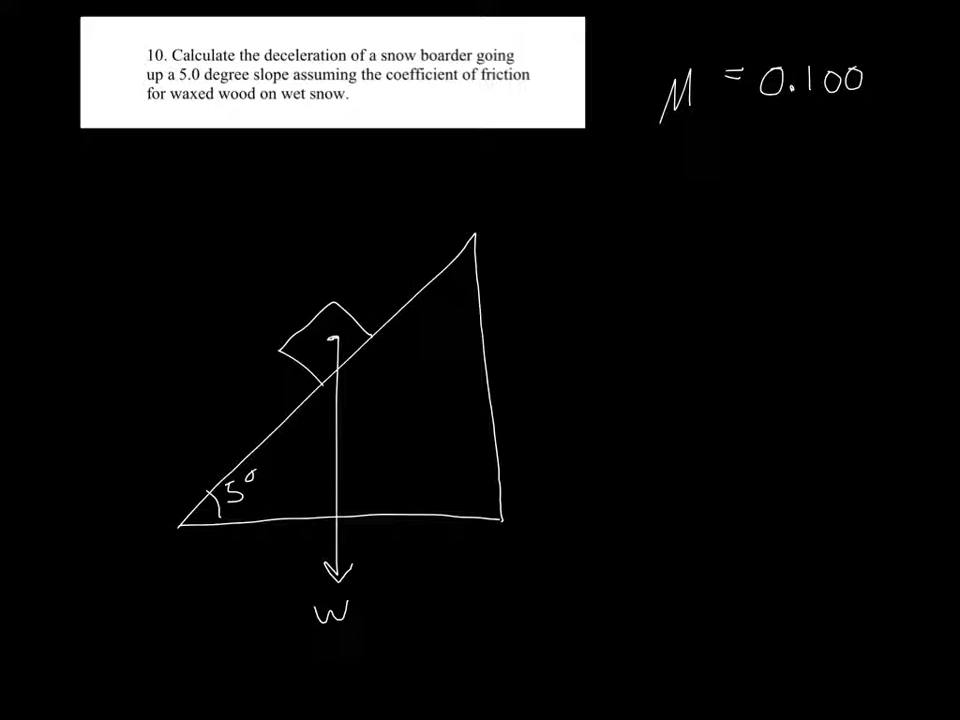 10. Calculate the deceleration of a snow boarder going
up a 5.0 degree slope assuming the coefficient of friction
for waxed wood on wet snow.
μ = 0.100
5°
W